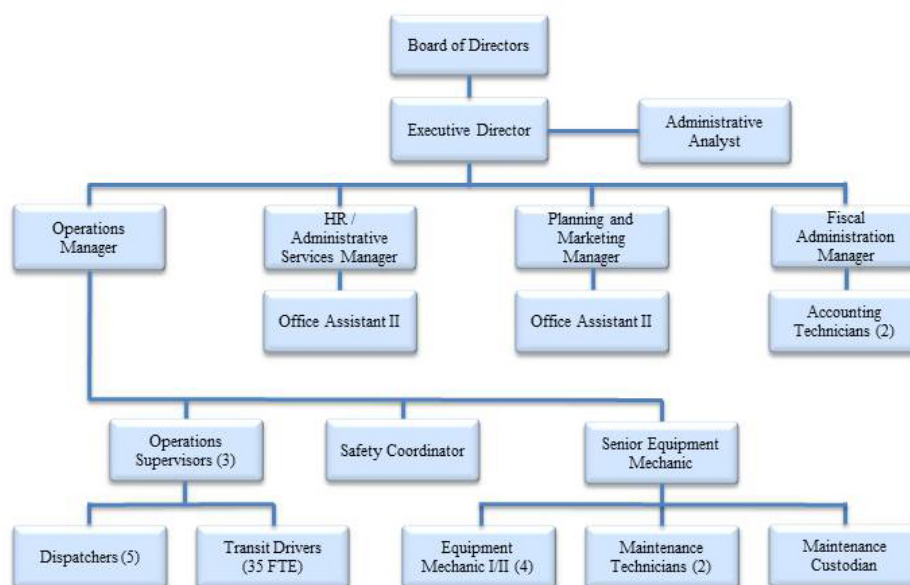 Board of Directors
Executive Director
Administrative
Analyst
Operations
Manager
HR /
Administrative
Services Manager
Planning and
Marketing
Manager
Fiscal
Administration
Manager
Office Assistant II
Office Assistant II
Accounting
Technicians (2)
Operations
Supervisors (3)
Safety Coordinator
Senior Equipment
Mechanic
Dispatchers (5)
Transit Drivers
(35 FTE)
Equipment
Mechanic I/II (4)
Maintenance
Technicians (2)
Maintenance
Custodian